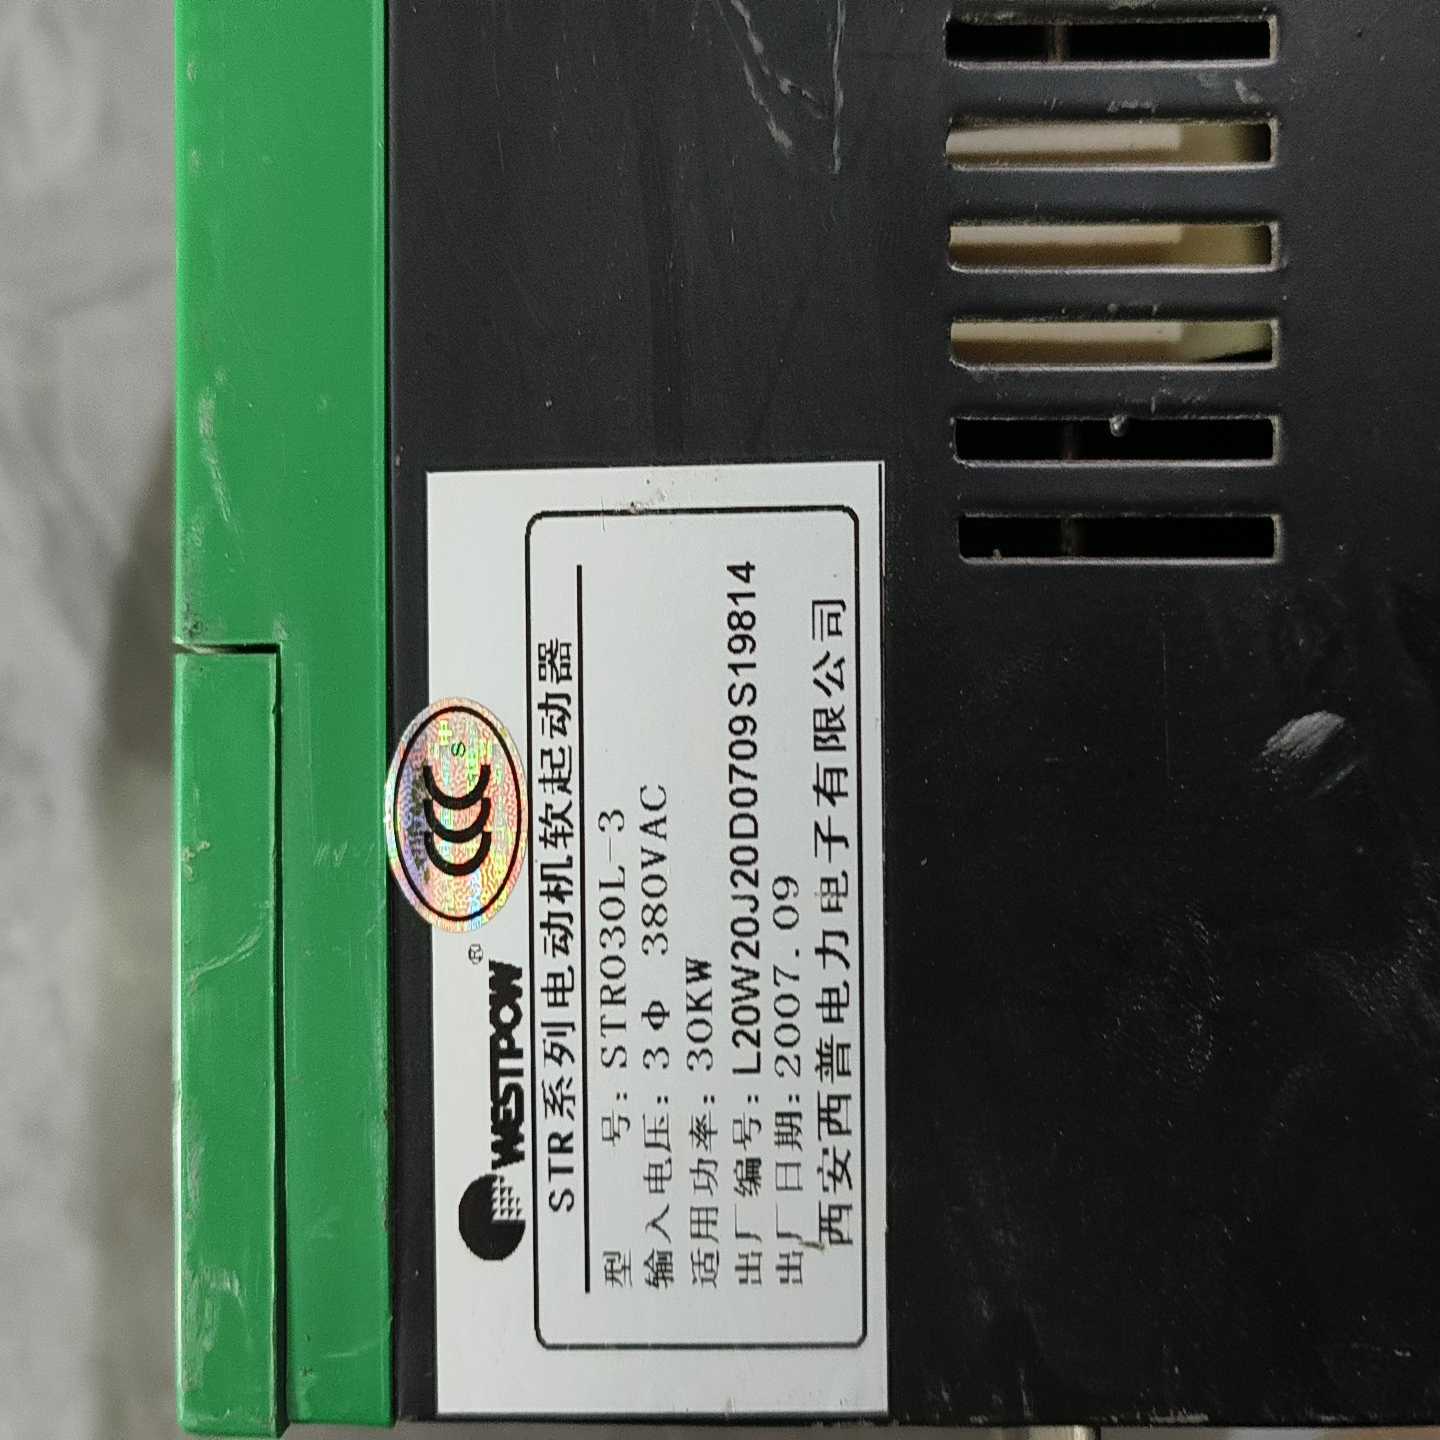 WESTPOW ®
CCC S
STR系列电动机软起动器
型 号: STR030L-3
输入电压: 3Φ 380VAC
适用功率: 30KW
出厂编号: L20W20J20D0709S19814
出厂日期: 2007.09
西安西普电力电子有限公司